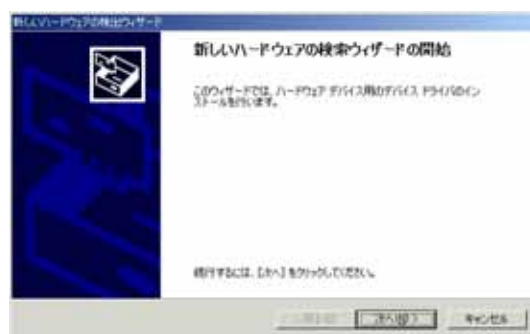 新しいハードウェアの検出ウィザード
新しいハードウェアの検索ウィザードの開始
このウィザードでは、ハードウェア デバイス用のデバイス ドライバのイン
ストールを行います。
続行するには、[次へ] をクリックしてください。
次へ(N) >
キャンセル